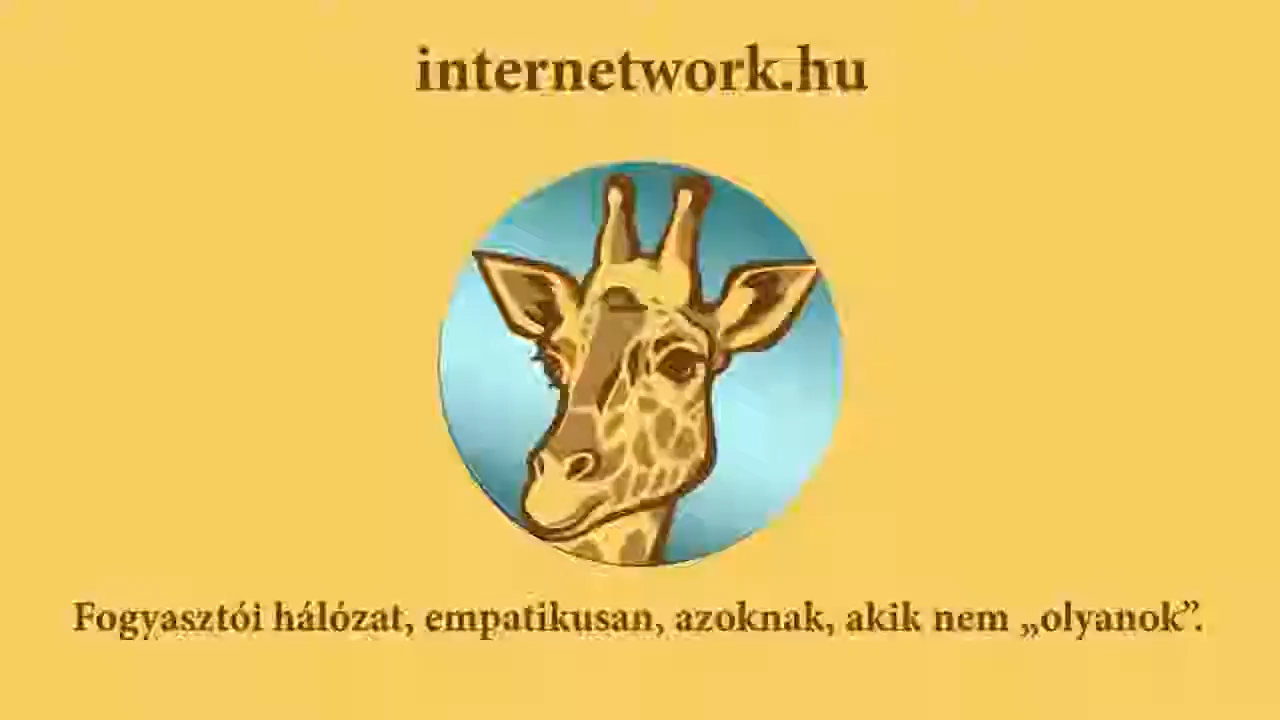 internetwork.hu
Fogyasztói hálózat, empatikusan, azoknak, akik nem „olyanok”.